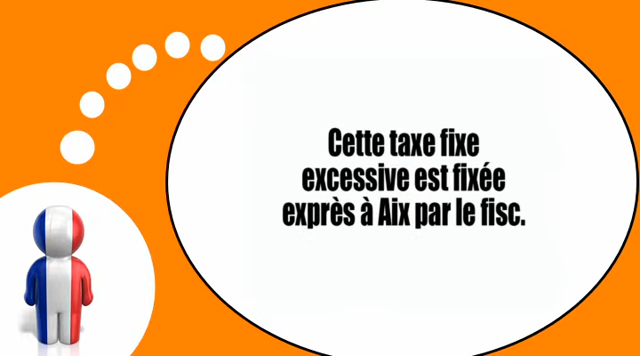 Cette taxe fixe
excessive est fixée
exprès à Aix par le fisc.